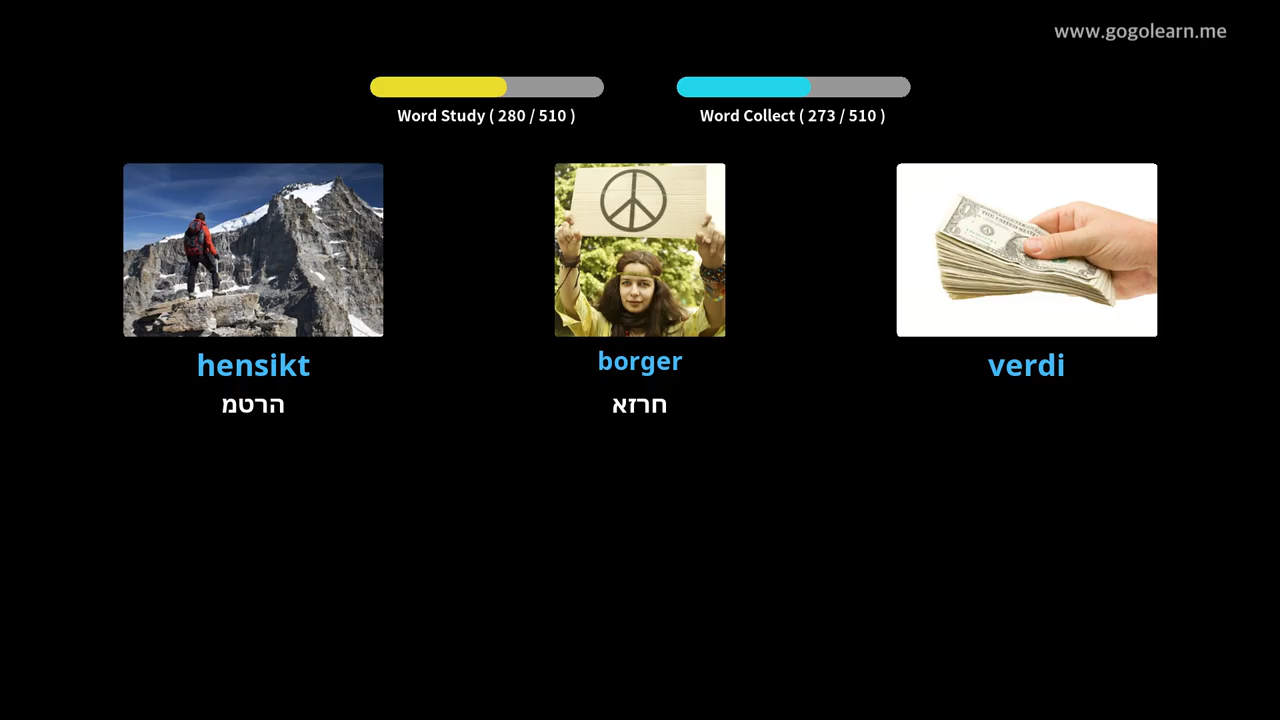 www.gogolearn.me
Word Study ( 280 / 510 )
Word Collect ( 273 / 510 )
hensikt
הרטמ
borger
חרזא
verdi